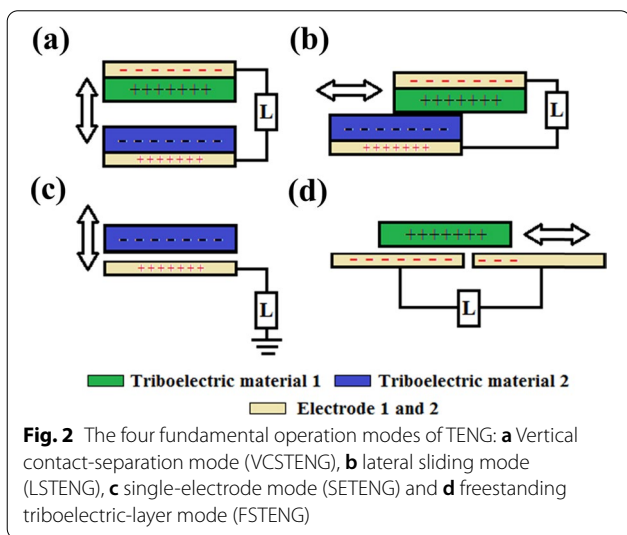 (a)
(b)
- - - - - - -
+++++++
L
- - - - - - -
+++++++
- - - - - - -
+++++++
L
- - - - - - -
+++++++
(c)
(d)
- - - - - - -
+++++++
L
+++++++
- - - - - - - -
- - -
L
Triboelectric material 1
Triboelectric material 2
Electrode 1 and 2
Fig. 2 The four fundamental operation modes of TENG: a Vertical
contact-separation mode (VCSTENG), b lateral sliding mode
(LSTENG), c single-electrode mode (SETENG) and d freestanding
triboelectric-layer mode (FSTENG)